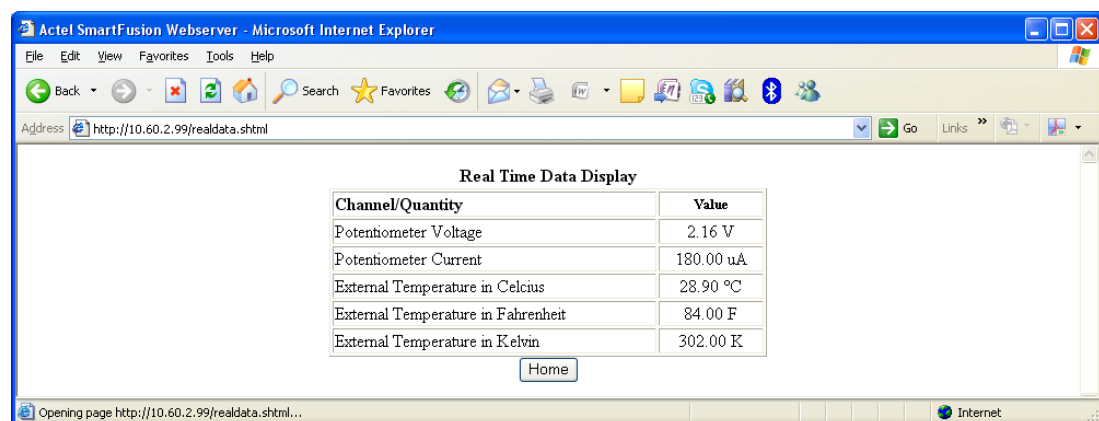 Actel SmartFusion Webserver - Microsoft Internet Explorer
File Edit View Favorites Tools Help
Back Search Favorites
Address http://10.60.2.99/realdata.shtml Go Links »
Real Time Data Display
Channel/Quantity Value
Potentiometer Voltage 2.16 V
Potentiometer Current 180.00 uA
External Temperature in Celcius 28.90 ºC
External Temperature in Fahrenheit 84.00 F
External Temperature in Kelvin 302.00 K
Home
Opening page http://10.60.2.99/realdata.shtml... Internet